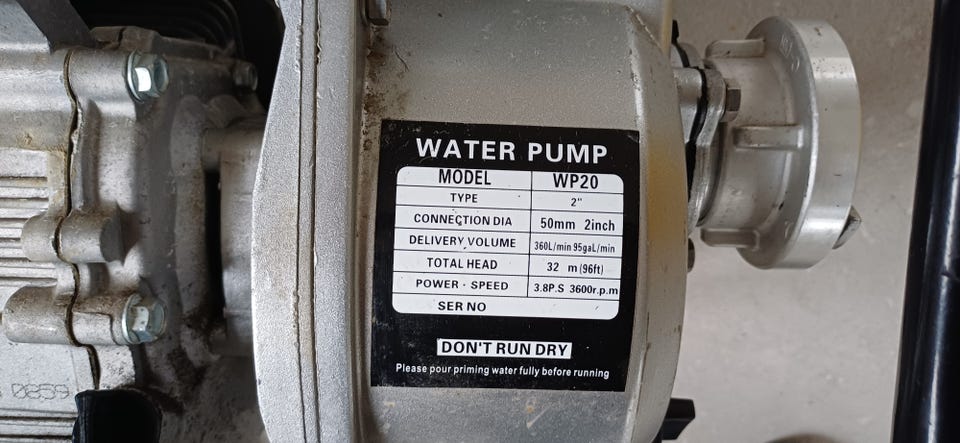 WATER PUMP
MODEL WP20
TYPE 2"
CONNECTION DIA 50mm 2inch
DELIVERY VOLUME 360L/min 95gaL/min
TOTAL HEAD 32 m (96ft)
POWER · SPEED 3.8P.S 3600r.p.m
SER NO
DON'T RUN DRY
Please pour priming water fully before running
0859